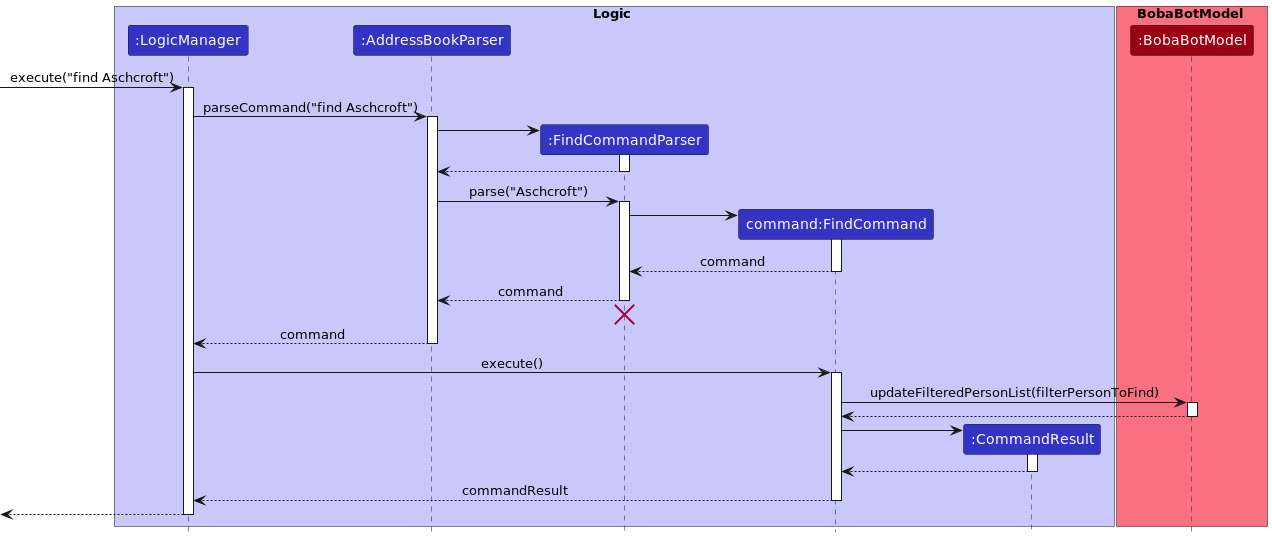 Logic
BobaBotModel
:LogicManager
:AddressBookParser
:BobaBotModel
execute("find Aschcroft")
parseCommand("find Aschcroft")
:FindCommandParser
parse("Aschcroft")
command:FindCommand
command
command
command
execute()
updateFilteredPersonList(filterPersonToFind)
:CommandResult
commandResult